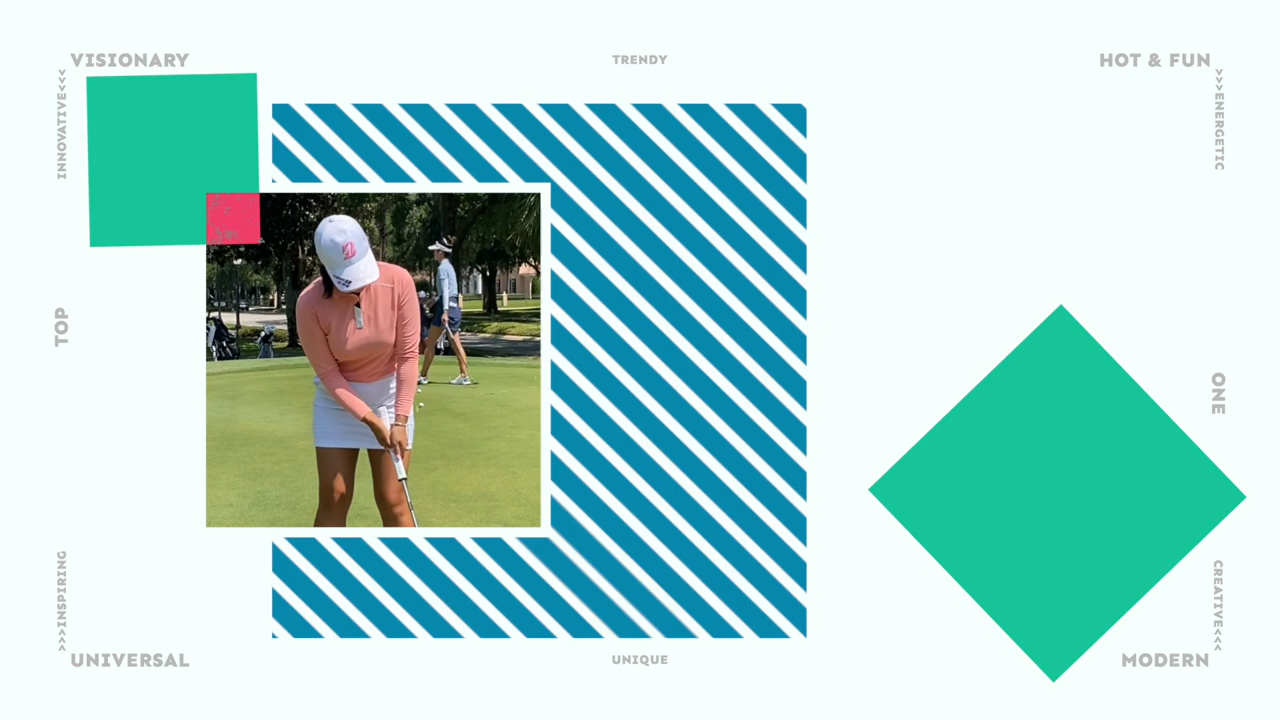 VISIONARY
TRENDY
HOT & FUN
INNOVATIVE<<<
>>>ENERGETIC
TOP
ONE
>>>INSPIRING
CREATIVE<<<
UNIVERSAL
UNIQUE
MODERN